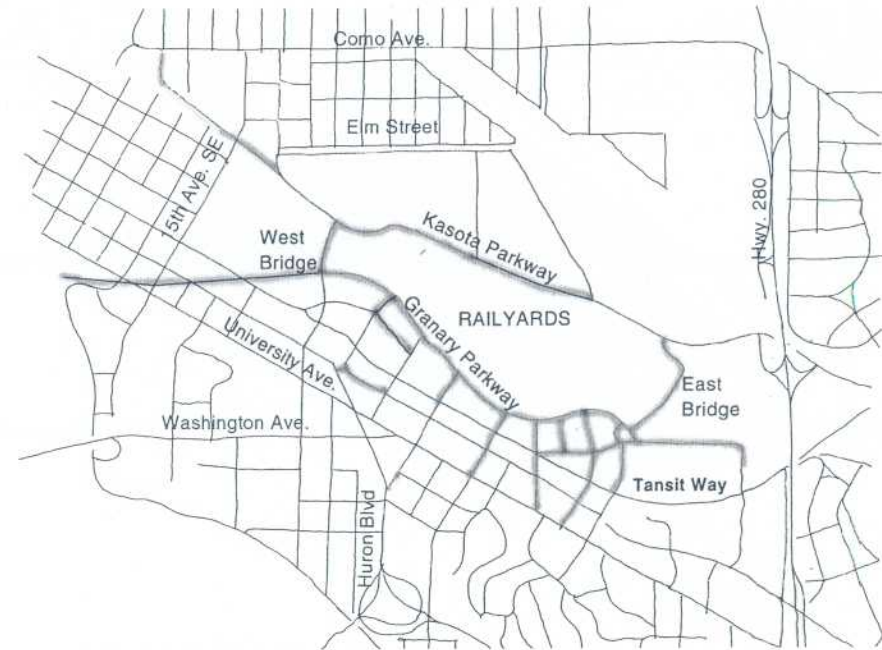 Como Ave.
Elm Street
15th Ave. SE
Hwy. 280
West
Bridge
Kasota Parkway
Granary Parkway
RAILYARDS
University Ave.
East
Bridge
Washington Ave.
Tansit Way
Huron Blvd